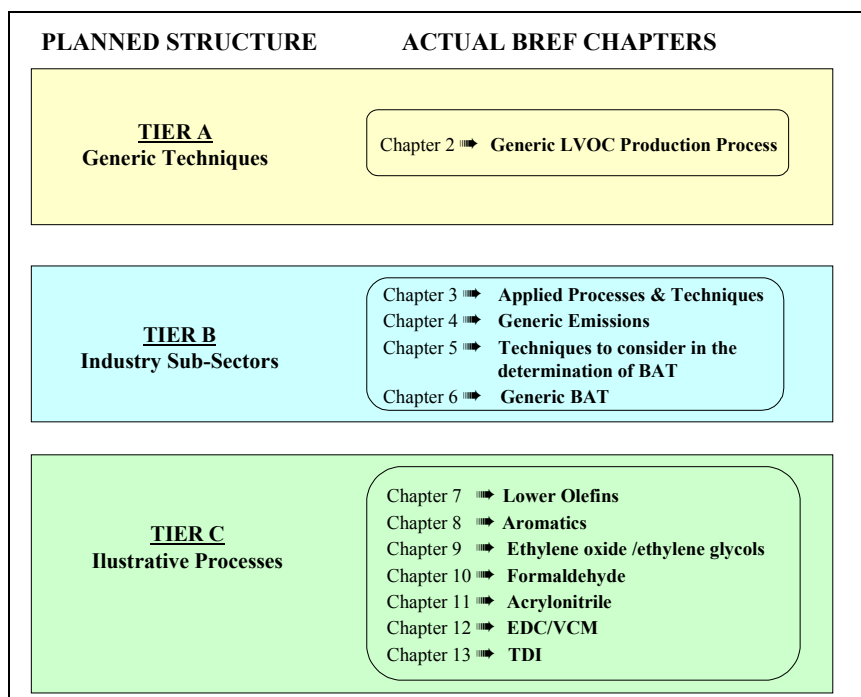 PLANNED STRUCTURE
ACTUAL BREF CHAPTERS
TIER A
Generic Techniques
Chapter 2 ➠ Generic LVOC Production Process
TIER B
Industry Sub-Sectors
Chapter 3 ➠ Applied Processes & Techniques
Chapter 4 ➠ Generic Emissions
Chapter 5 ➠ Techniques to consider in the
determination of BAT
Chapter 6 ➠ Generic BAT
TIER C
Ilustrative Processes
Chapter 7 ➠ Lower Olefins
Chapter 8 ➠ Aromatics
Chapter 9 ➠ Ethylene oxide /ethylene glycols
Chapter 10 ➠ Formaldehyde
Chapter 11 ➠ Acrylonitrile
Chapter 12 ➠ EDC/VCM
Chapter 13 ➠ TDI